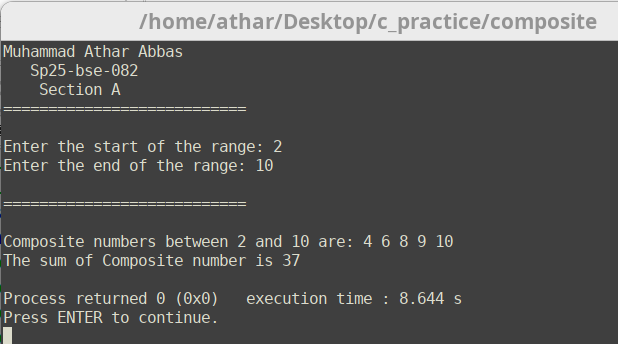 /home/athar/Desktop/c_practice/composite
Muhammad Athar Abbas
Sp25-bse-082
Section A
===========================
Enter the start of the range: 2
Enter the end of the range: 10
===========================
Composite numbers between 2 and 10 are: 4 6 8 9 10
The sum of Composite number is 37
Process returned 0 (0x0)   execution time : 8.644 s
Press ENTER to continue.